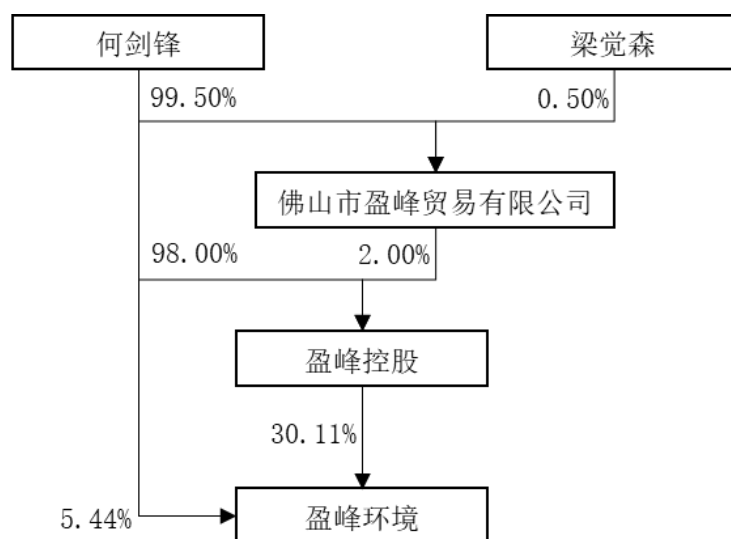 何剑锋
梁觉森
99.50%
0.50%
佛山市盈峰贸易有限公司
98.00%
2.00%
盈峰控股
30.11%
5.44%
盈峰环境